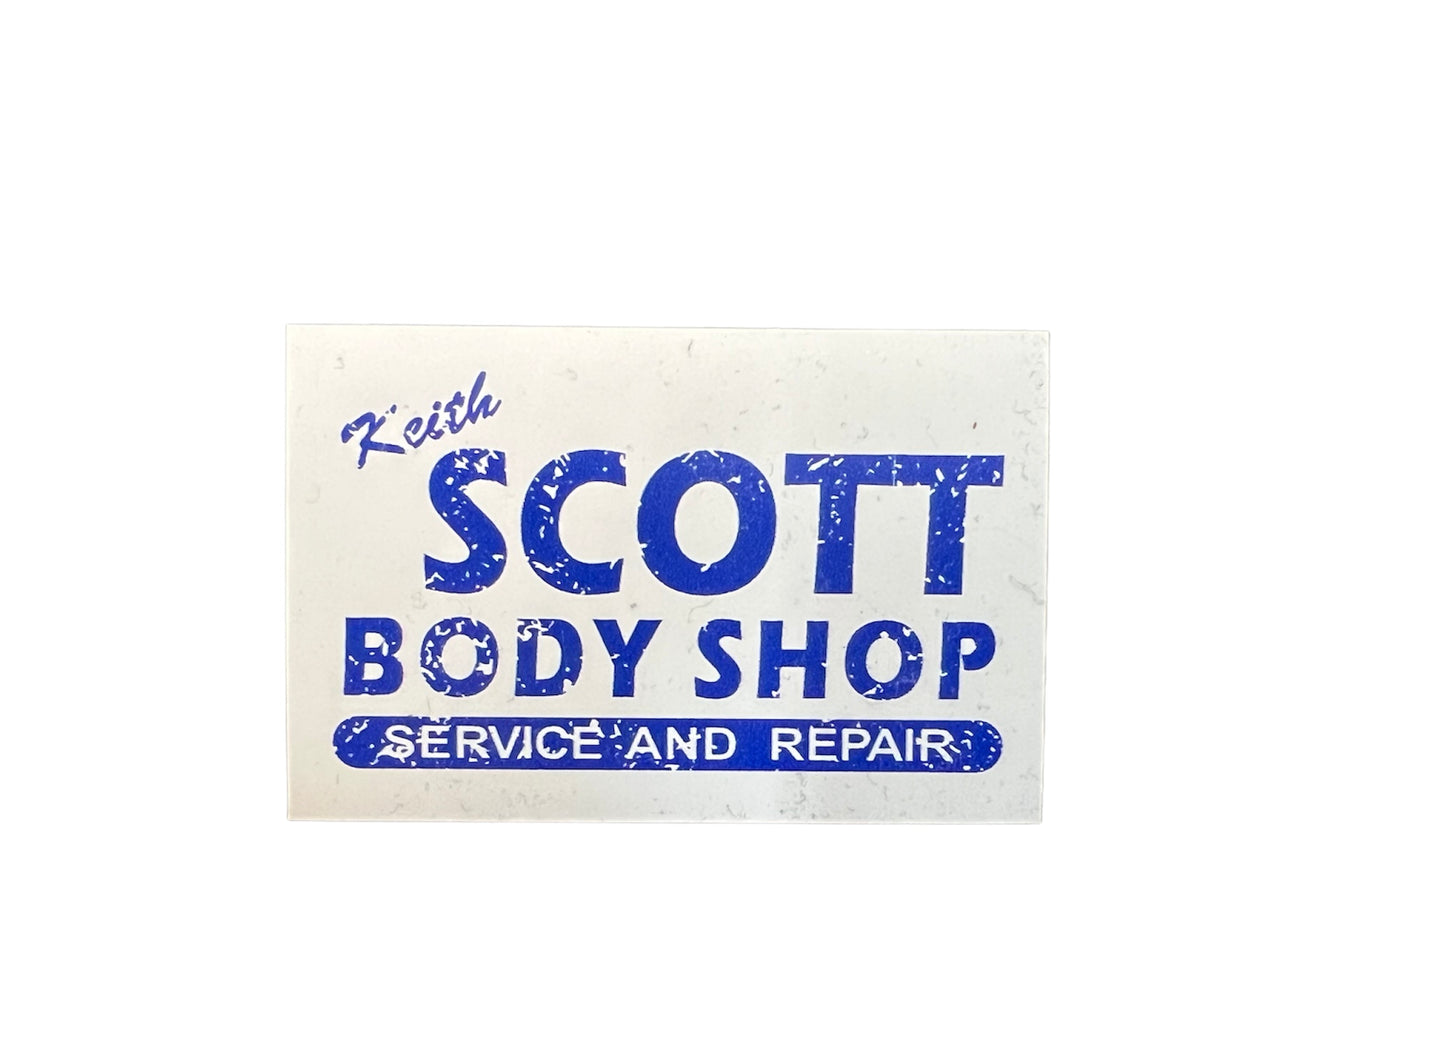 Keith
SCOTT
BODY SHOP
SERVICE AND REPAIR